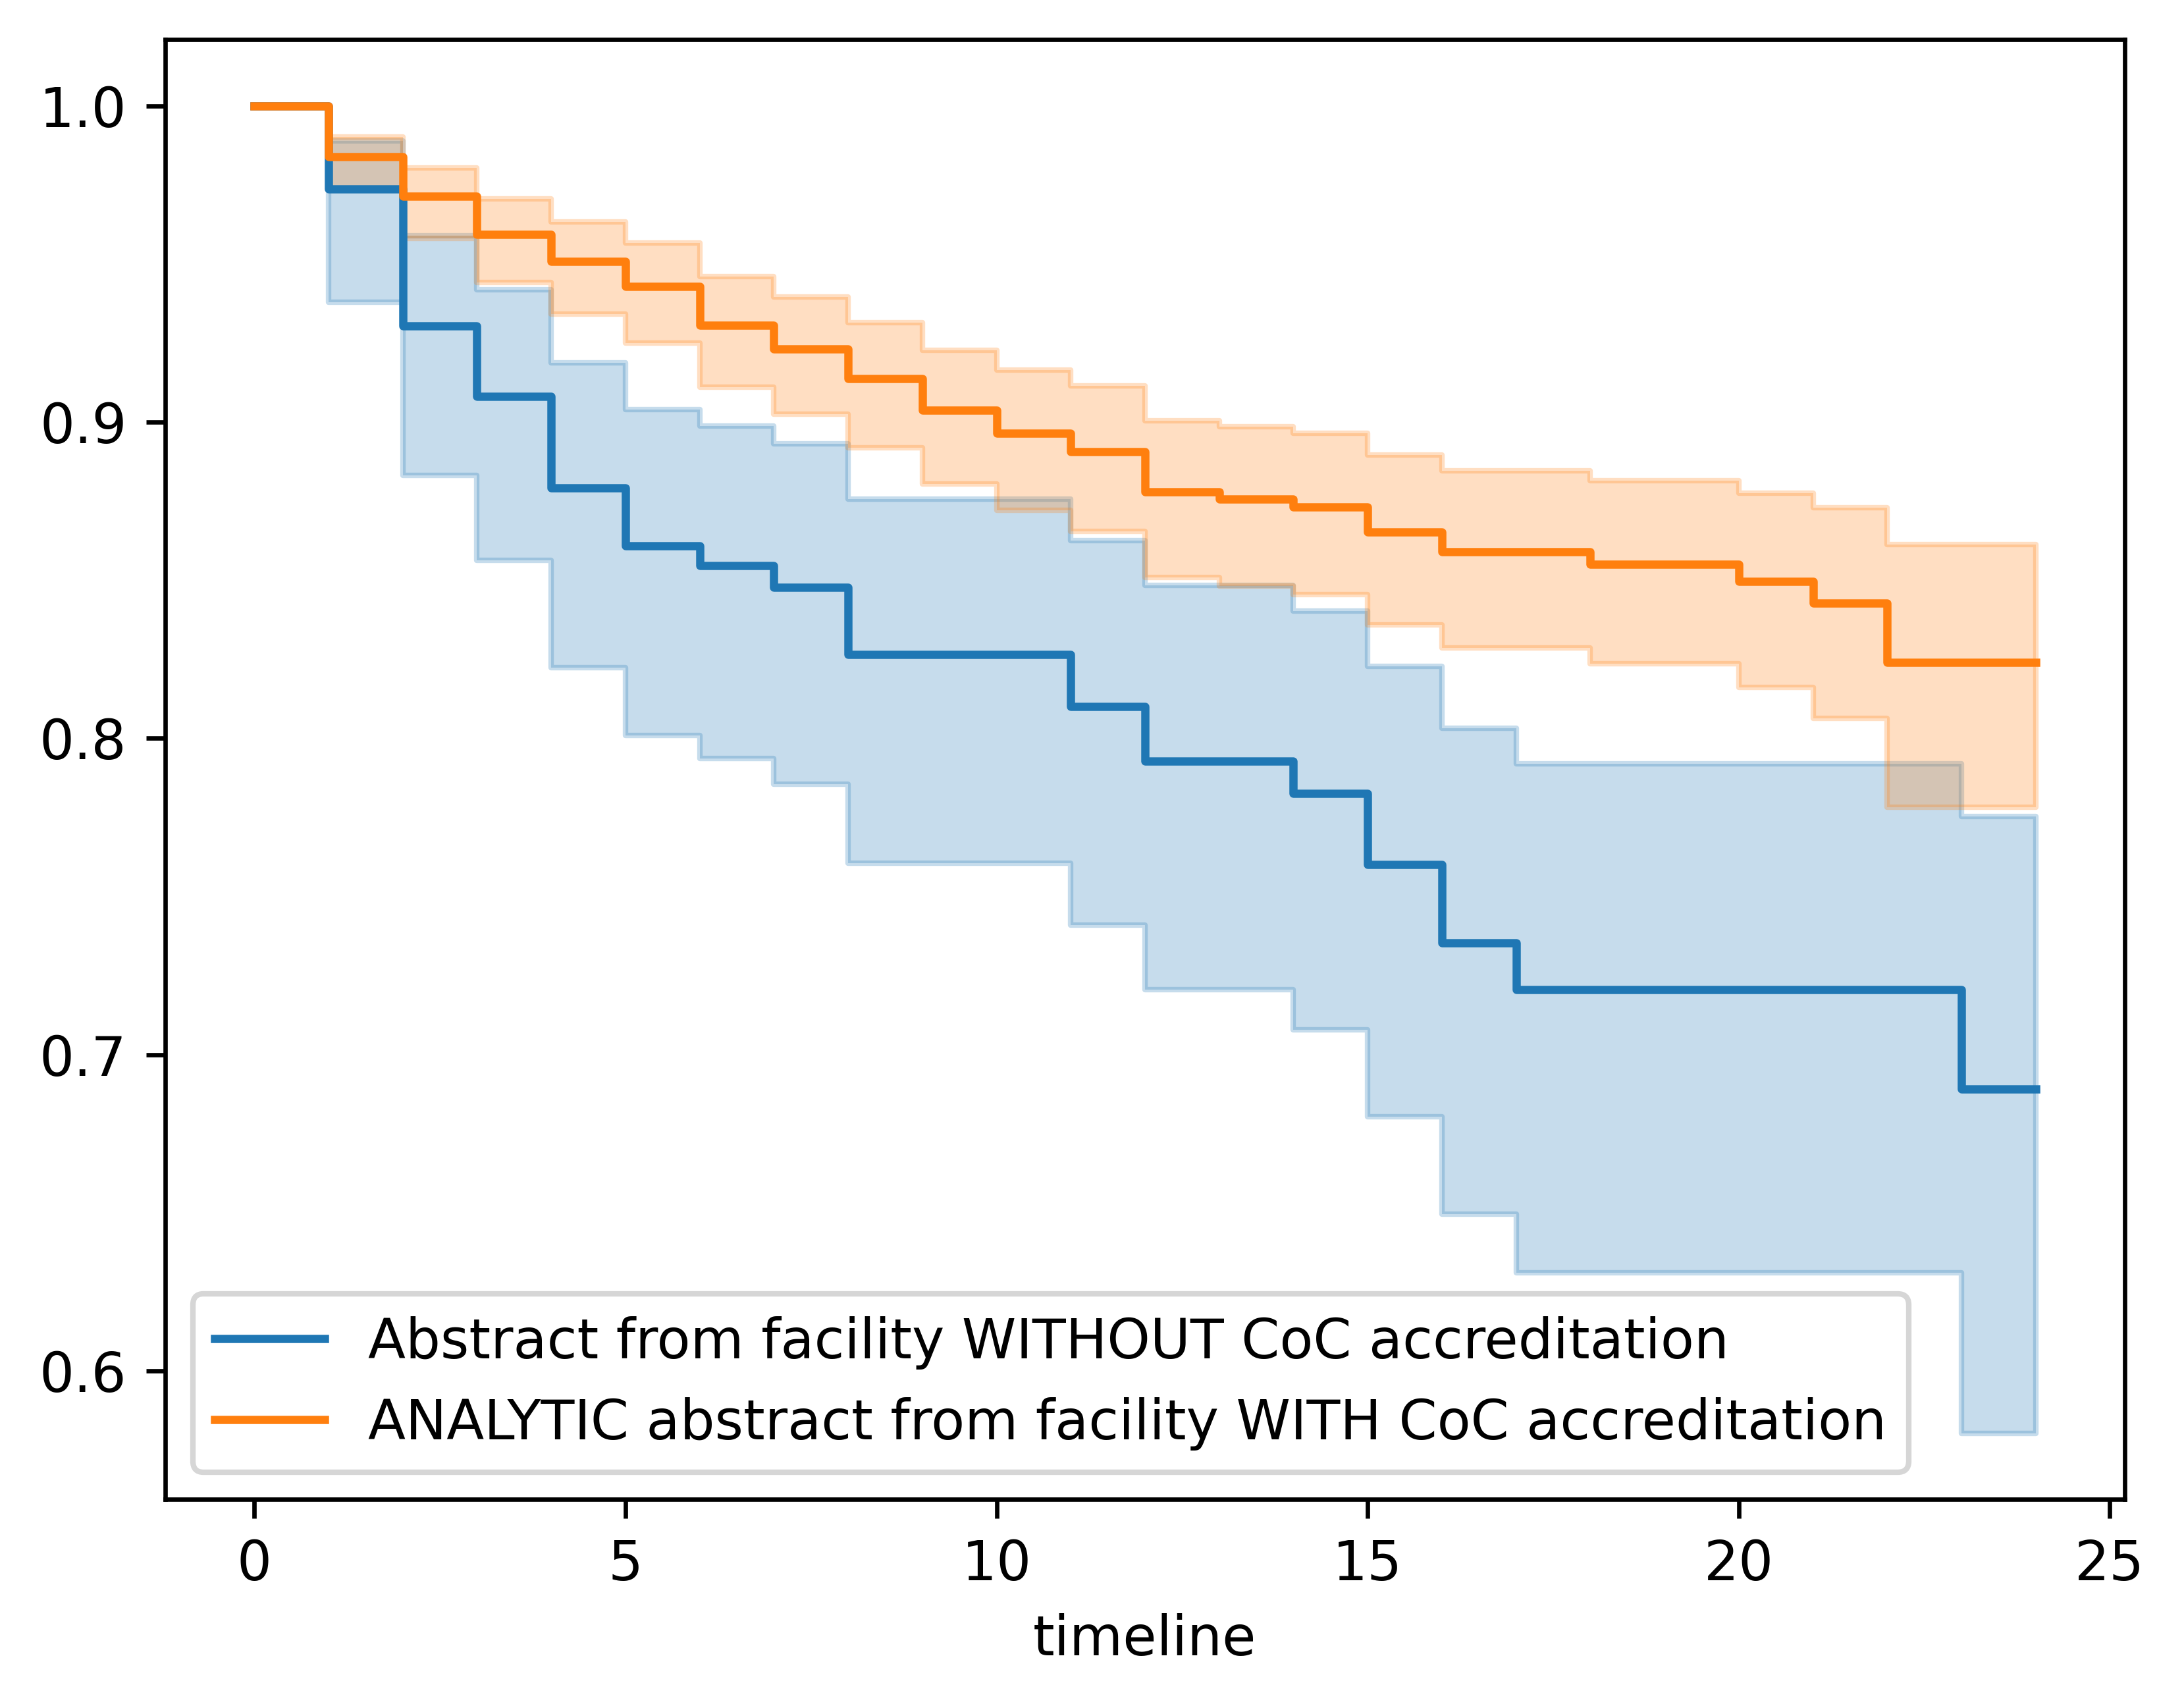 1.0
0.9
0.8
0.7
0.6
Abstract from facility WITHOUT CoC accreditation
ANALYTIC abstract from facility WITH CoC accreditation
0 5 10 15 20 25
timeline